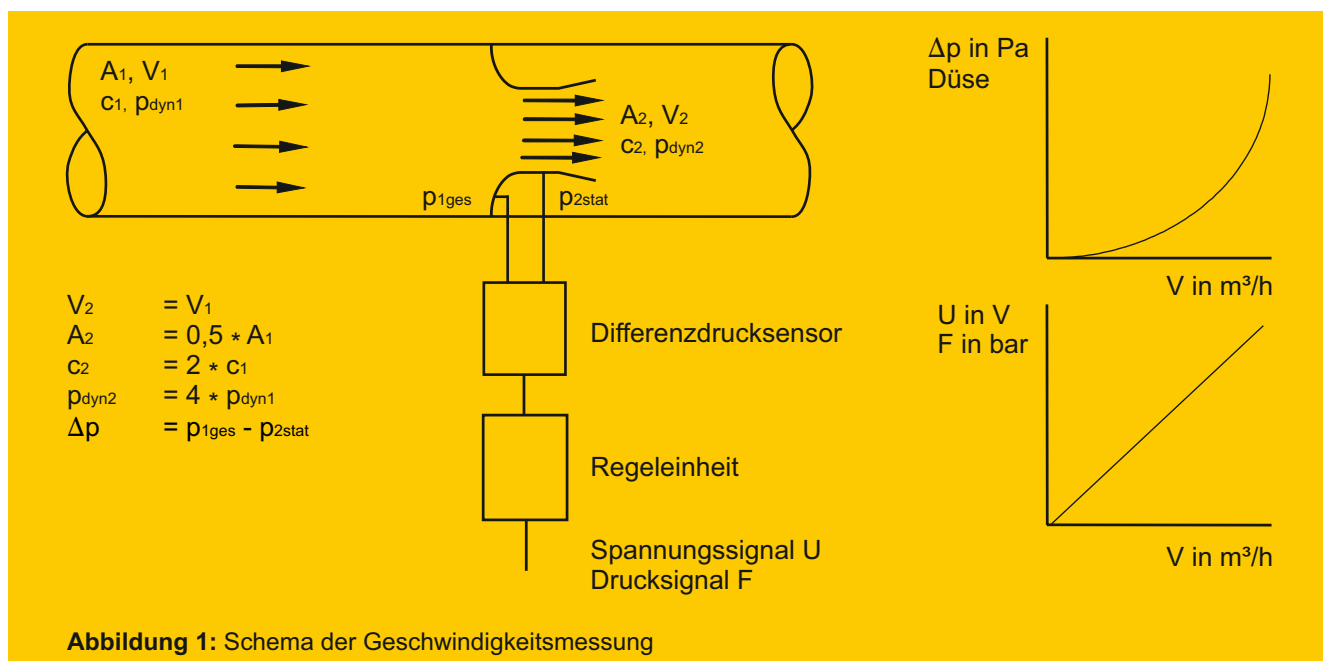 A1, V1
c1, pdyn1
A2, V2
c2, pdyn2
p1ges
p2stat
V2 = V1
A2 = 0,5 * A1
c2 = 2 * c1
pdyn2 = 4 * pdyn1
Δp = p1ges - p2stat
Differenzdrucksensor
Regeleinheit
Spannungssignal U
Drucksignal F
Δp in Pa
Düse
V in m³/h
U in V
F in bar
V in m³/h
Abbildung 1: Schema der Geschwindigkeitsmessung